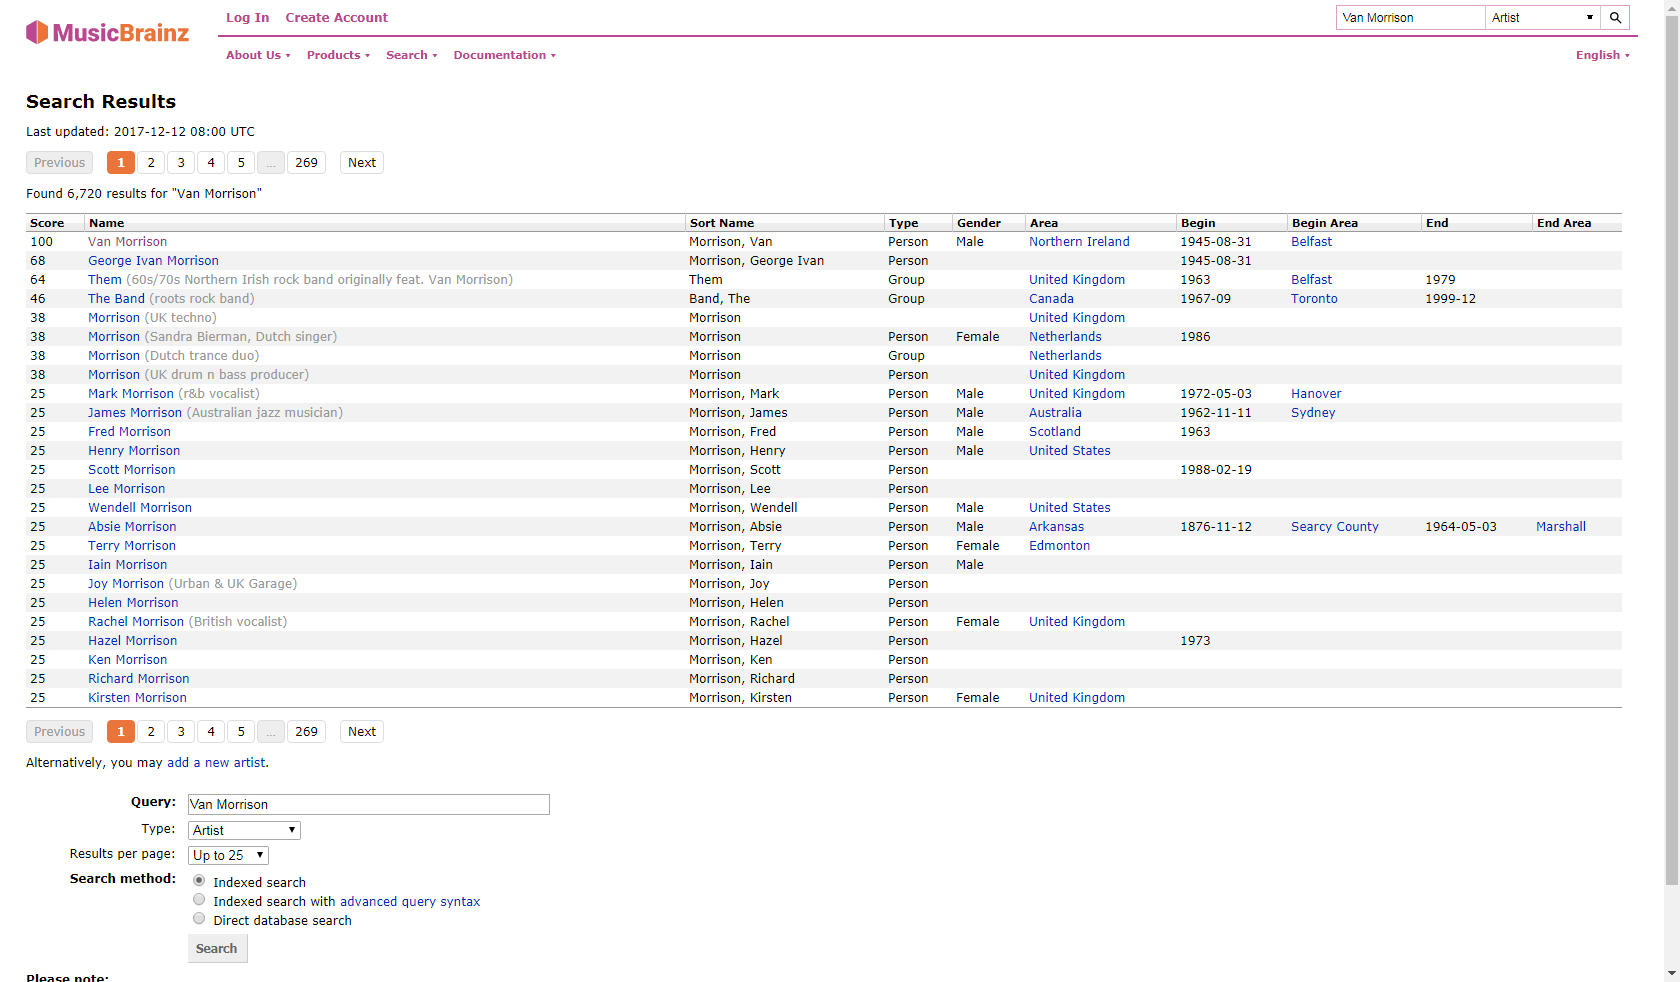 MusicBrainz
Log In Create Account
Van Morrison Artist
About Us Products Search Documentation English
Search Results
Last updated: 2017-12-12 08:00 UTC
Previous 1 2 3 4 5 ... 269 Next
Found 6,720 results for "Van Morrison"
Score Name Sort Name Type Gender Area Begin Begin Area End End Area
100 Van Morrison Morrison, Van Person Male Northern Ireland 1945-08-31 Belfast
68 George Ivan Morrison Morrison, George Ivan Person 1945-08-31
64 Them (60s/70s Northern Irish rock band originally feat. Van Morrison) Them Group United Kingdom 1963 Belfast 1979
46 The Band (roots rock band) Band, The Group Canada 1967-09 Toronto 1999-12
38 Morrison (UK techno) Morrison United Kingdom
38 Morrison (Sandra Bierman, Dutch singer) Morrison Person Female Netherlands 1986
38 Morrison (Dutch trance duo) Morrison Group Netherlands
38 Morrison (UK drum n bass producer) Morrison Person United Kingdom
25 Mark Morrison (r&b vocalist) Morrison, Mark Person Male United Kingdom 1972-05-03 Hanover
25 James Morrison (Australian jazz musician) Morrison, James Person Male Australia 1962-11-11 Sydney
25 Fred Morrison Morrison, Fred Person Male Scotland 1963
25 Henry Morrison Morrison, Henry Person Male United States
25 Scott Morrison Morrison, Scott Person 1988-02-19
25 Lee Morrison Morrison, Lee Person
25 Wendell Morrison Morrison, Wendell Person Male United States
25 Absie Morrison Morrison, Absie Person Male Arkansas 1876-11-12 Searcy County 1964-05-03 Marshall
25 Terry Morrison Morrison, Terry Person Female Edmonton
25 Iain Morrison Morrison, Iain Person Male
25 Joy Morrison (Urban & UK Garage) Morrison, Joy Person
25 Helen Morrison Morrison, Helen Person
25 Rachel Morrison (British vocalist) Morrison, Rachel Person Female United Kingdom
25 Hazel Morrison Morrison, Hazel Person 1973
25 Ken Morrison Morrison, Ken Person
25 Richard Morrison Morrison, Richard Person
25 Kirsten Morrison Morrison, Kirsten Person Female United Kingdom
Previous 1 2 3 4 5 ... 269 Next
Alternatively, you may add a new artist.
Query: Van Morrison
Type: Artist
Results per page: Up to 25
Search method: Indexed search
Indexed search with advanced query syntax
Direct database search
Search
Please note: